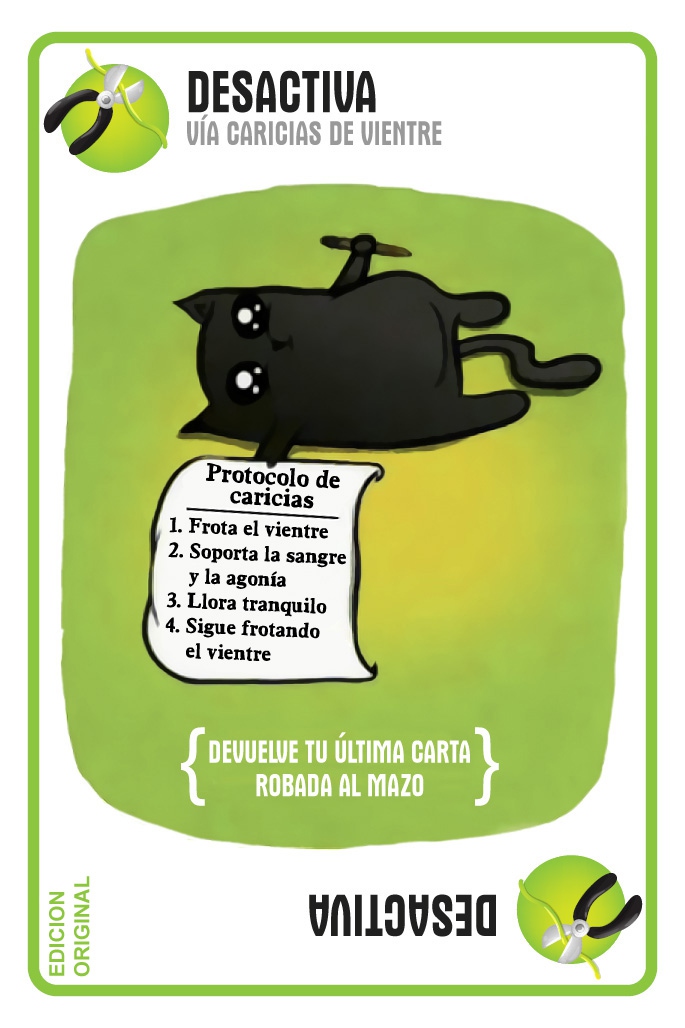 DESACTIVA
VÍA CARICIAS DE VIENTRE
Protocolo de
caricias
1. Frota el vientre
2. Soporta la sangre
y la agonía
3. Llora tranquilo
4. Sigue frotando
el vientre
{DEVUELVE TU ÚLTIMA CARTA
ROBADA AL MAZO}
DESACTIVA
EDICION
ORIGINAL